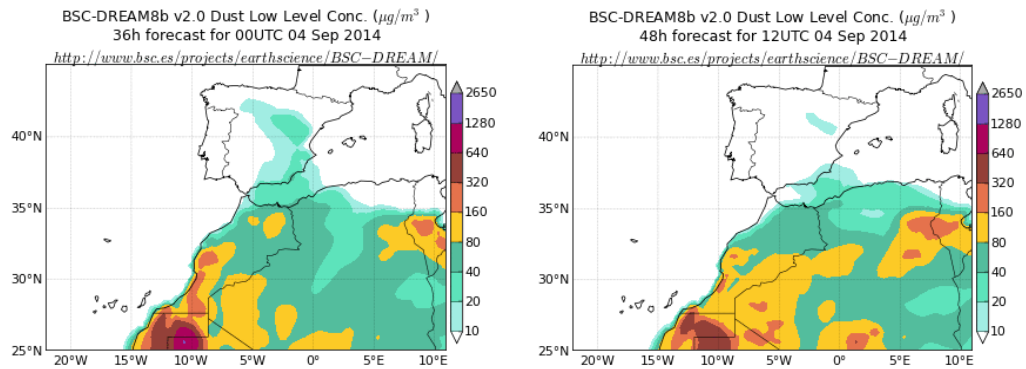 BSC-DREAM8b v2.0 Dust Low Level Conc. (μg/m³ )
36h forecast for 00UTC 04 Sep 2014
http://www.bsc.es/projects/earthscience/BSC−DREAM/
40°N
35°N
30°N
25°N
20°W
15°W
10°W
5°W
0°E
5°E
10°E
2650
1280
640
320
160
80
40
20
10
BSC-DREAM8b v2.0 Dust Low Level Conc. (μg/m³ )
48h forecast for 12UTC 04 Sep 2014
http://www.bsc.es/projects/earthscience/BSC−DREAM/
40°N
35°N
30°N
25°N
20°W
15°W
10°W
5°W
0°E
5°E
10°E
2650
1280
640
320
160
80
40
20
10